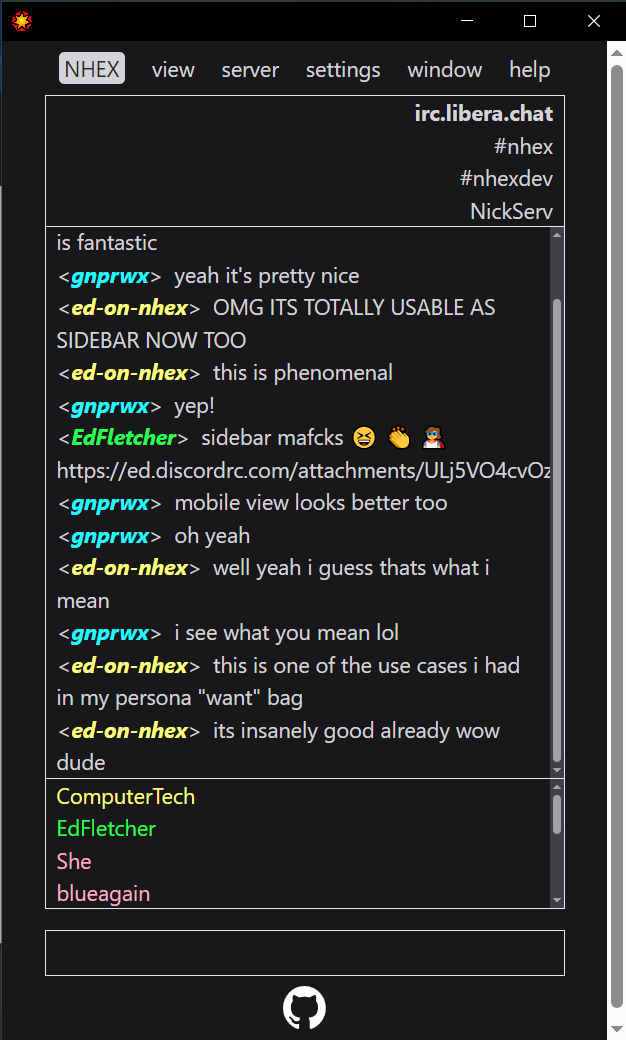 NHEX view server settings window help
irc.libera.chat
#nhex
#nhexdev
NickServ
is fantastic
<gnprwx> yeah it's pretty nice
<ed-on-nhex> OMG ITS TOTALLY USABLE AS
SIDEBAR NOW TOO
<ed-on-nhex> this is phenomenal
<gnprwx> yep!
<EdFletcher> sidebar mafcks 😆 👏 🦸
https://ed.discordrc.com/attachments/ULj5VO4cvOz
<gnprwx> mobile view looks better too
<gnprwx> oh yeah
<ed-on-nhex> well yeah i guess thats what i
mean
<gnprwx> i see what you mean lol
<ed-on-nhex> this is one of the use cases i had
in my persona "want" bag
<ed-on-nhex> its insanely good already wow
dude
ComputerTech
EdFletcher
She
blueagain